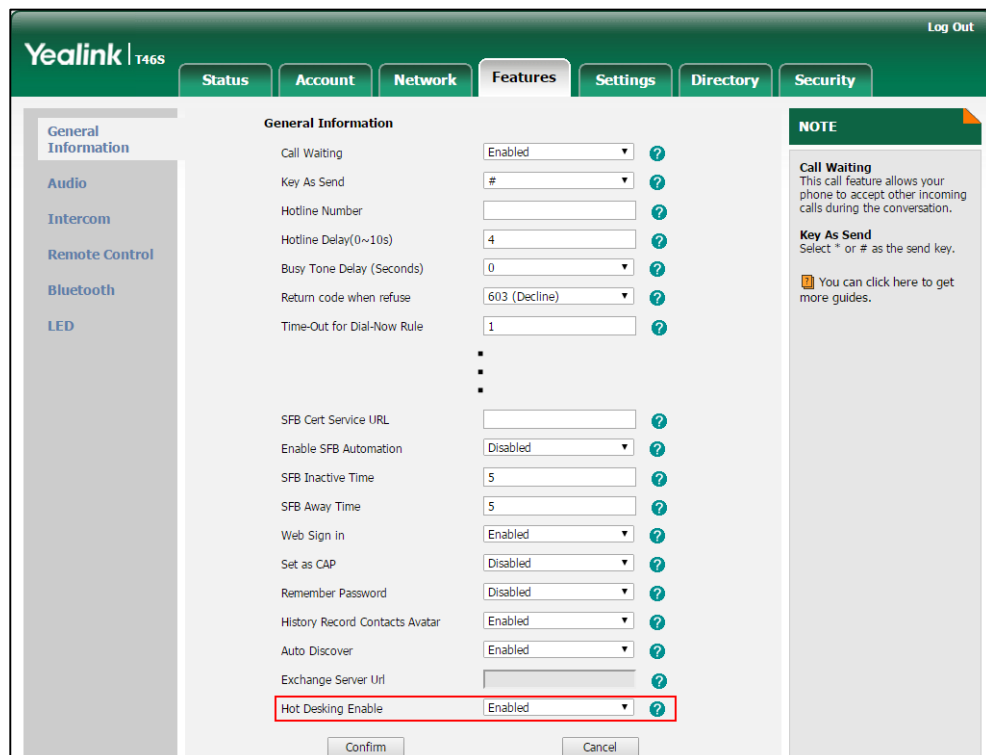 Log Out
Yealink | T46S
Status Account Network Features Settings Directory Security
General
Information
Audio
Intercom
Remote Control
Bluetooth
LED
General Information
Call Waiting Enabled ?
Key As Send # ?
Hotline Number ?
Hotline Delay(0~10s) 4 ?
Busy Tone Delay (Seconds) 0 ?
Return code when refuse 603 (Decline) ?
Time-Out for Dial-Now Rule 1 ?
SFB Cert Service URL ?
Enable SFB Automation Disabled ?
SFB Inactive Time 5 ?
SFB Away Time 5 ?
Web Sign in Enabled ?
Set as CAP Disabled ?
Remember Password Disabled ?
History Record Contacts Avatar Enabled ?
Auto Discover Enabled ?
Exchange Server Url ?
Hot Desking Enable Enabled ?
Confirm Cancel
NOTE
Call Waiting
This call feature allows your
phone to accept other incoming
calls during the conversation.
Key As Send
Select * or # as the send key.
? You can click here to get
more guides.